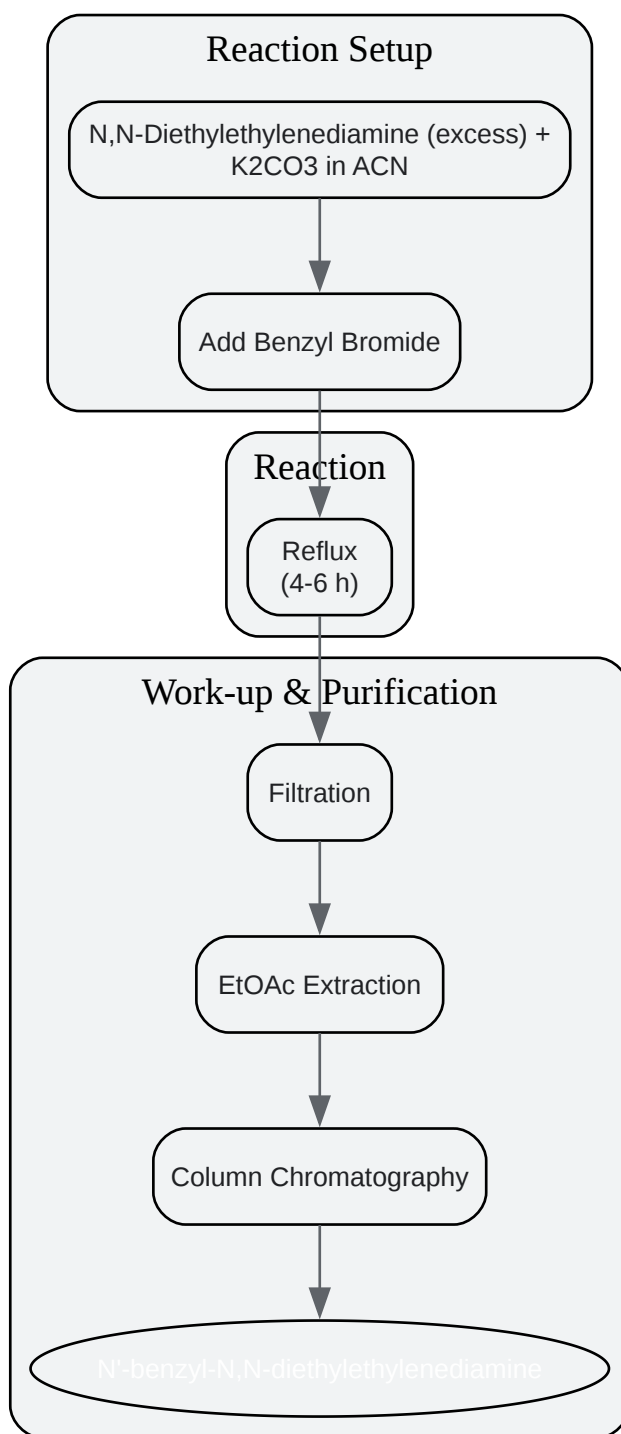 Reaction Setup
N,N-Diethylethylenediamine (excess) +
K2CO3 in ACN
Add Benzyl Bromide
Reaction
Reflux
(4-6 h)
Work-up & Purification
Filtration
EtOAc Extraction
Column Chromatography
N'-benzyl-N,N-diethylethylenediamine